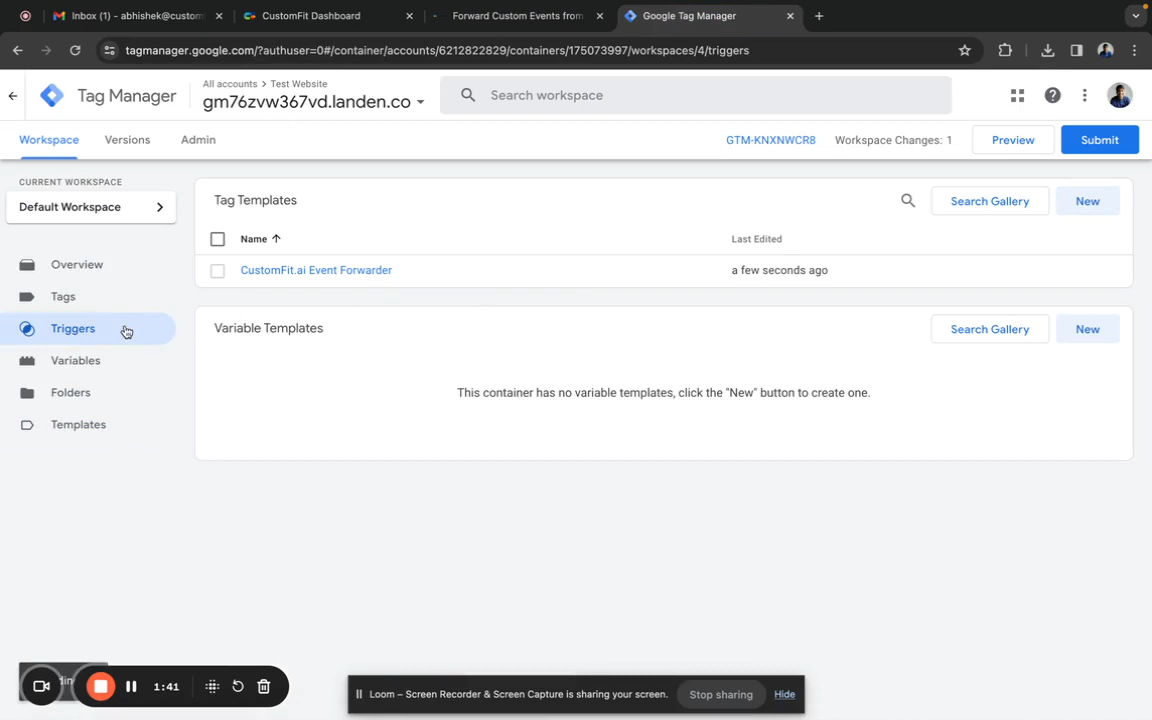 Inbox (1) - abhishek@custom
CustomFit Dashboard
Forward Custom Events from
Google Tag Manager
tagmanager.google.com/?authuser=0#/container/accounts/6212822829/containers/175073997/workspaces/4/triggers
Tag Manager
All accounts > Test Website
gm76zvw367vd.landen.co
Search workspace
Workspace
Versions
Admin
GTM-KNXNWCR8
Workspace Changes: 1
Preview
Submit
CURRENT WORKSPACE
Default Workspace
Overview
Tags
Triggers
Variables
Folders
Templates
Tag Templates
Search Gallery
New
Name
Last Edited
CustomFit.ai Event Forwarder
a few seconds ago
Variable Templates
Search Gallery
New
This container has no variable templates, click the "New" button to create one.
1:41
Loom – Screen Recorder & Screen Capture is sharing your screen.
Stop sharing
Hide